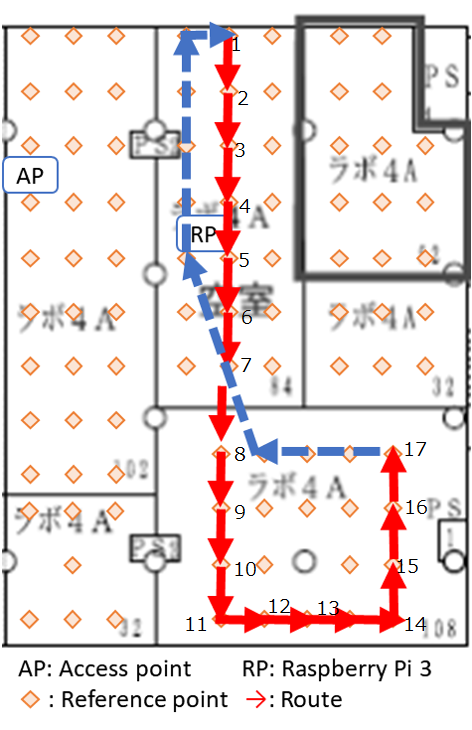 1
2
PS
PS
3
AP
ラボ4A
4
ラボ4A
RP
5
52
空室
6
ラボ4A
ラボ4A
7
84
32
8
17
102
ラボ4A
ラボ4A
9
16
PS
1
PS
10
15
12
13
11
14
32
108
AP: Access point
RP: Raspberry Pi 3
: Reference point
: Route